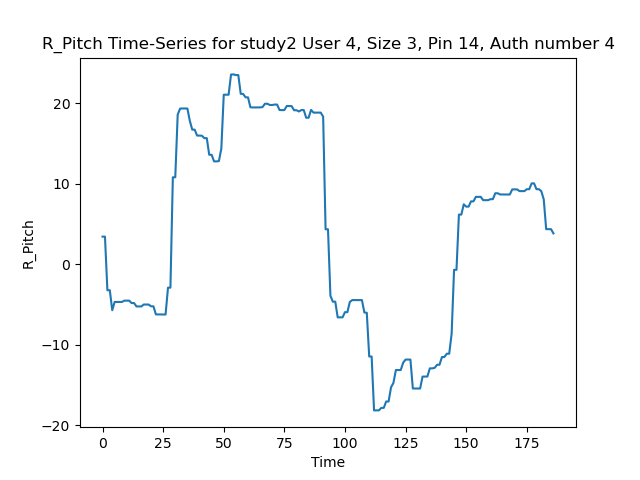 R_Pitch Time-Series for study2 User 4, Size 3, Pin 14, Auth number 4
R_Pitch
20
10
0
−10
−20
0 25 50 75 100 125 150 175
Time